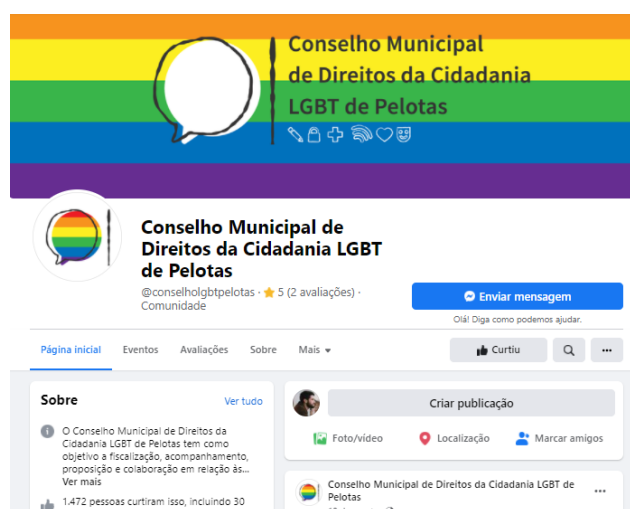 Conselho Municipal
de Direitos da Cidadania
LGBT de Pelotas
Conselho Municipal de
Direitos da Cidadania LGBT
de Pelotas
@conselholgbtpelotas · 5 (2 avaliações) ·
Comunidade
Enviar mensagem
Olá! Diga como podemos ajudar.
Página inicial Eventos Avaliações Sobre Mais
Curtiu
Sobre Ver tudo
O Conselho Municipal de Direitos da
Cidadania LGBT de Pelotas tem como
objetivo a fiscalização, acompanhamento,
proposição e colaboração em relação às...
Ver mais
1.472 pessoas curtiram isso, incluindo 30
Criar publicação
Foto/vídeo Localização Marcar amigos
Conselho Municipal de Direitos da Cidadania LGBT de
Pelotas